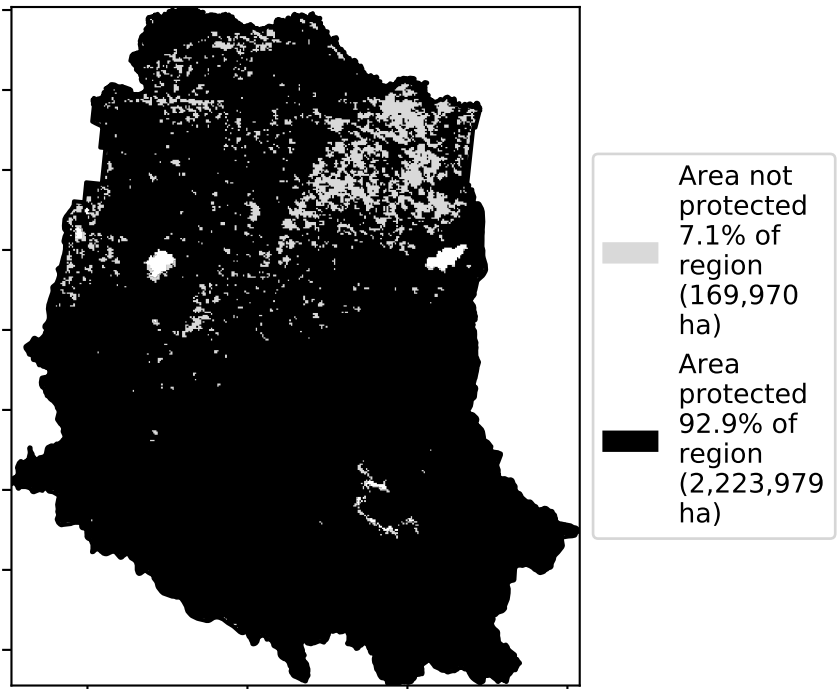 Area not
protected
7.1% of
region
(169,970
ha)
Area
protected
92.9% of
region
(2,223,979
ha)